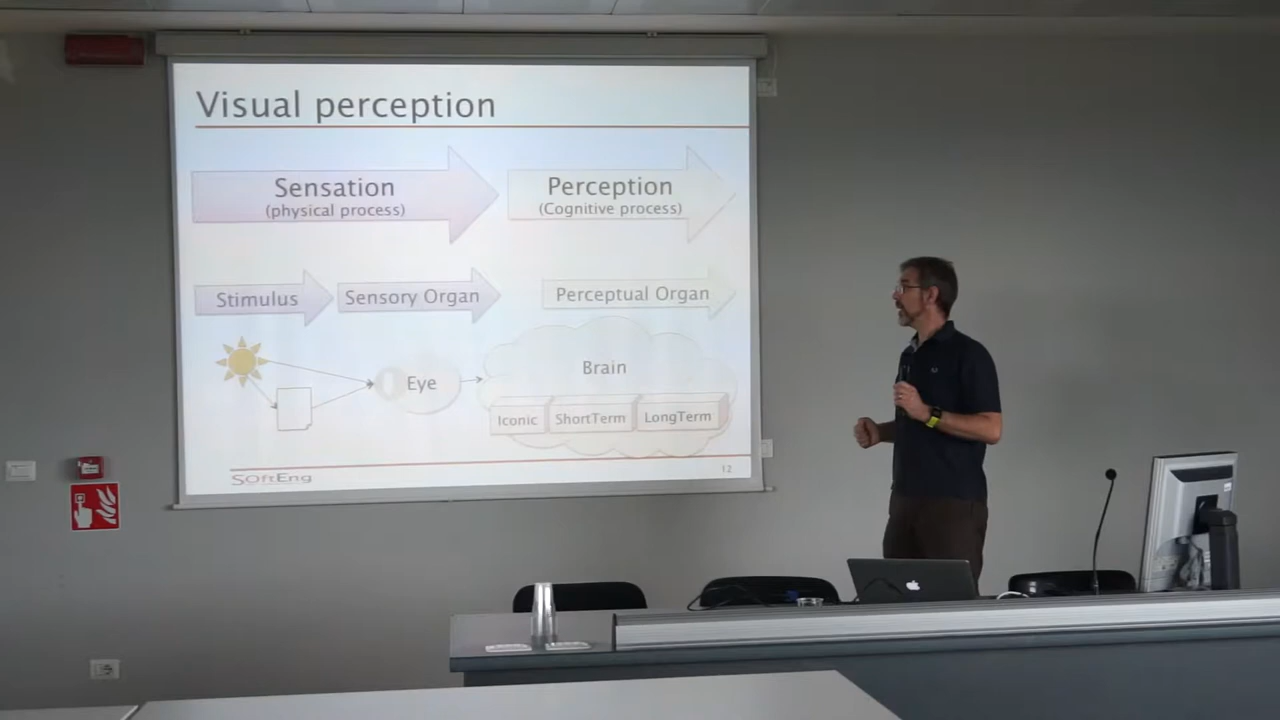 Visual perception
Sensation
(physical process)
Perception
(Cognitive process)
Stimulus
Sensory Organ
Perceptual Organ
Eye
Brain
Iconic
ShortTerm
LongTerm
SOftEng
12